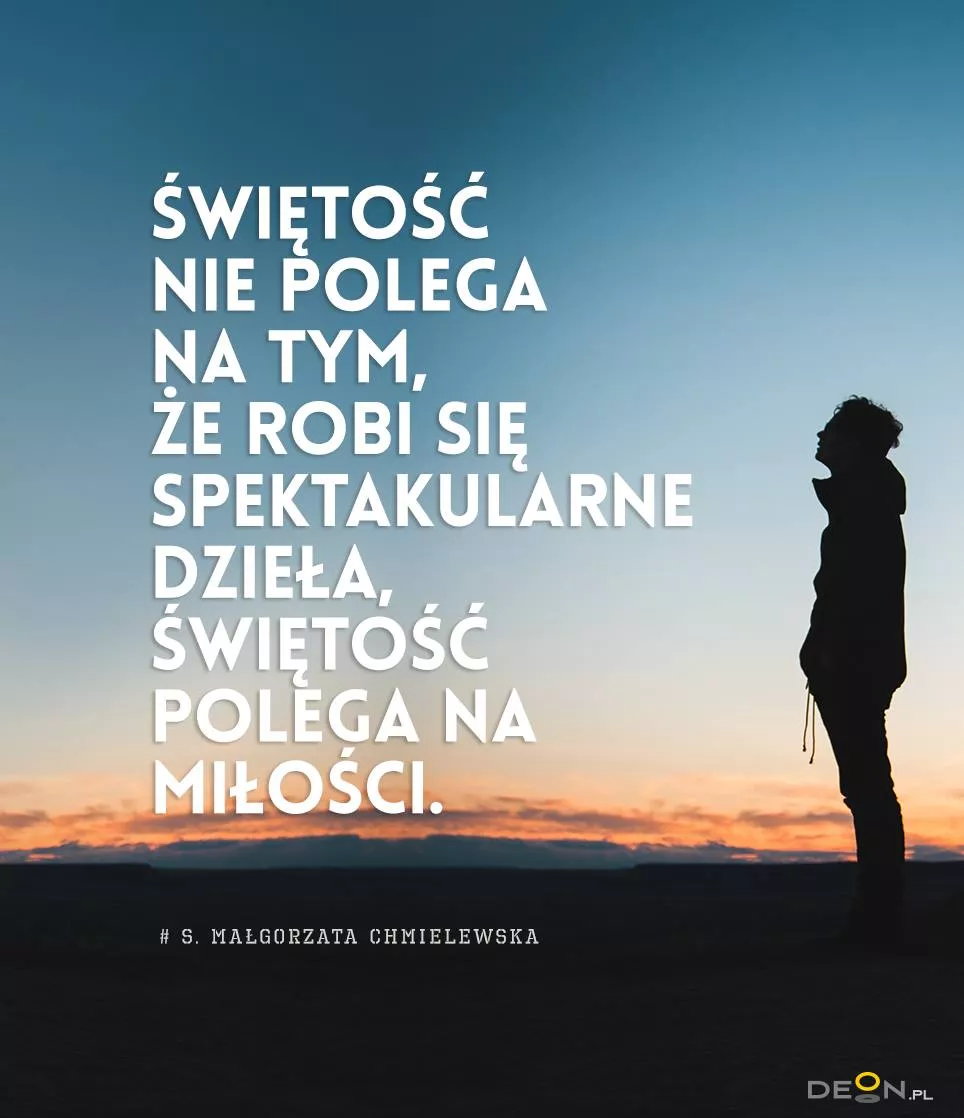 ŚWIĘTOŚĆ
NIE POLEGA
NA TYM,
ŻE ROBI SIĘ
SPEKTAKULARNE
DZIEŁA,
ŚWIĘTOŚĆ
POLEGA NA
MIŁOŚCI.
# S. MAŁGORZATA CHMIELEWSKA
DEON.PL